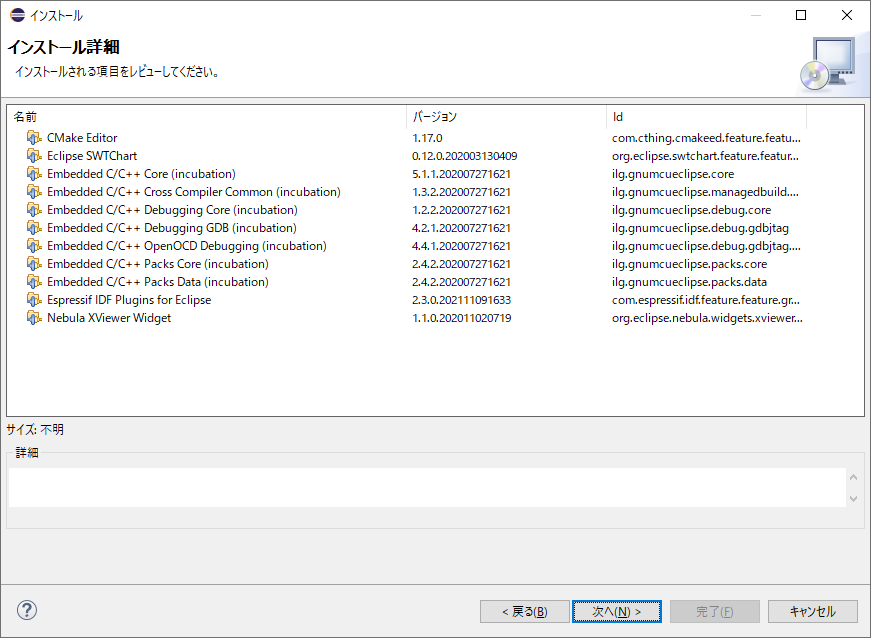 インストール
インストール詳細
インストールされる項目をレビューしてください。
名前 バージョン Id
CMake Editor 1.17.0 com.cthing.cmakeed.feature.featu...
Eclipse SWTChart 0.12.0.202003130409 org.eclipse.swtchart.feature.featur...
Embedded C/C++ Core (incubation) 5.1.1.202007271621 ilg.gnumcueclipse.core
Embedded C/C++ Cross Compiler Common (incubation) 1.3.2.202007271621 ilg.gnumcueclipse.managedbuild....
Embedded C/C++ Debugging Core (incubation) 1.2.2.202007271621 ilg.gnumcueclipse.debug.core
Embedded C/C++ Debugging GDB (incubation) 4.2.1.202007271621 ilg.gnumcueclipse.debug.gdbjtag
Embedded C/C++ OpenOCD Debugging (incubation) 4.4.1.202007271621 ilg.gnumcueclipse.debug.gdbjtag....
Embedded C/C++ Packs Core (incubation) 2.4.2.202007271621 ilg.gnumcueclipse.packs.core
Embedded C/C++ Packs Data (incubation) 2.4.2.202007271621 ilg.gnumcueclipse.packs.data
Espressif IDF Plugins for Eclipse 2.3.0.202111091633 com.espressif.idf.feature.feature.gr...
Nebula XViewer Widget 1.1.0.202011020719 org.eclipse.nebula.widgets.xviewer...
サイズ: 不明
詳細
? < 戻る(B) 次へ(N) > 完了(F) キャンセル